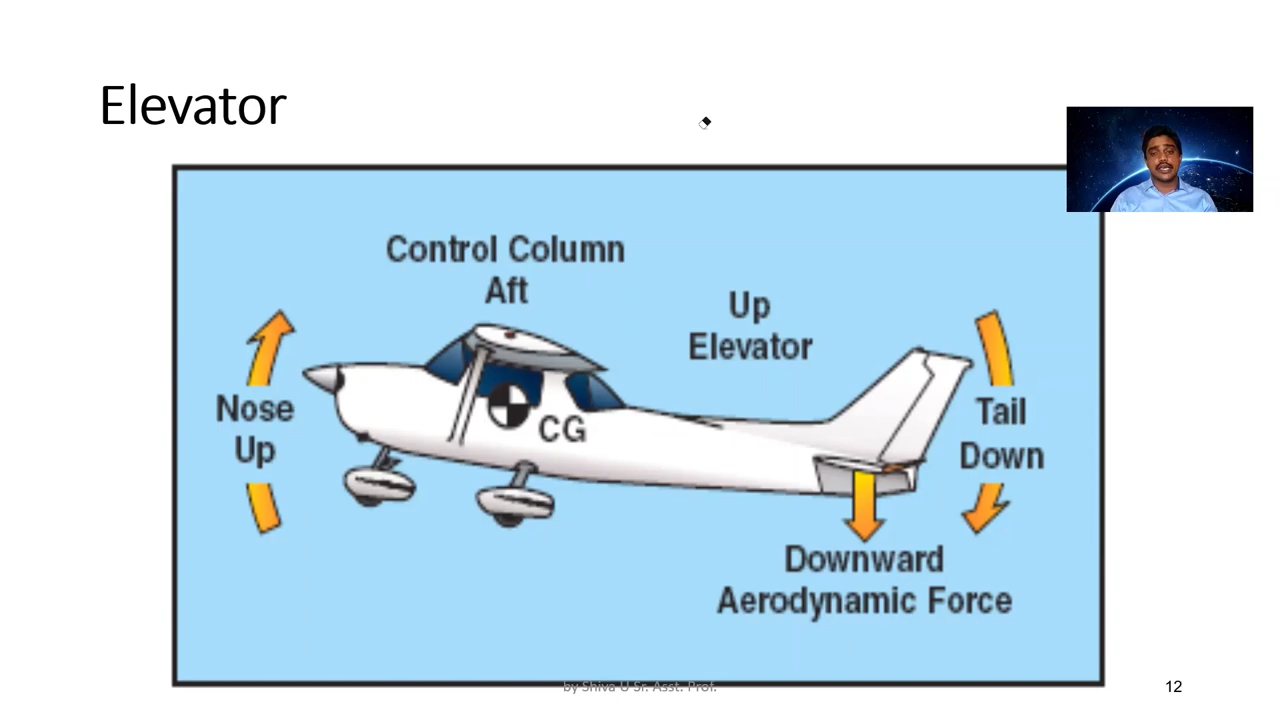 Elevator
Control Column
Aft
Up
Elevator
Nose
Up
CG
Tail
Down
Downward
Aerodynamic Force
by Shiva U Sr. Asst. Prof.
12